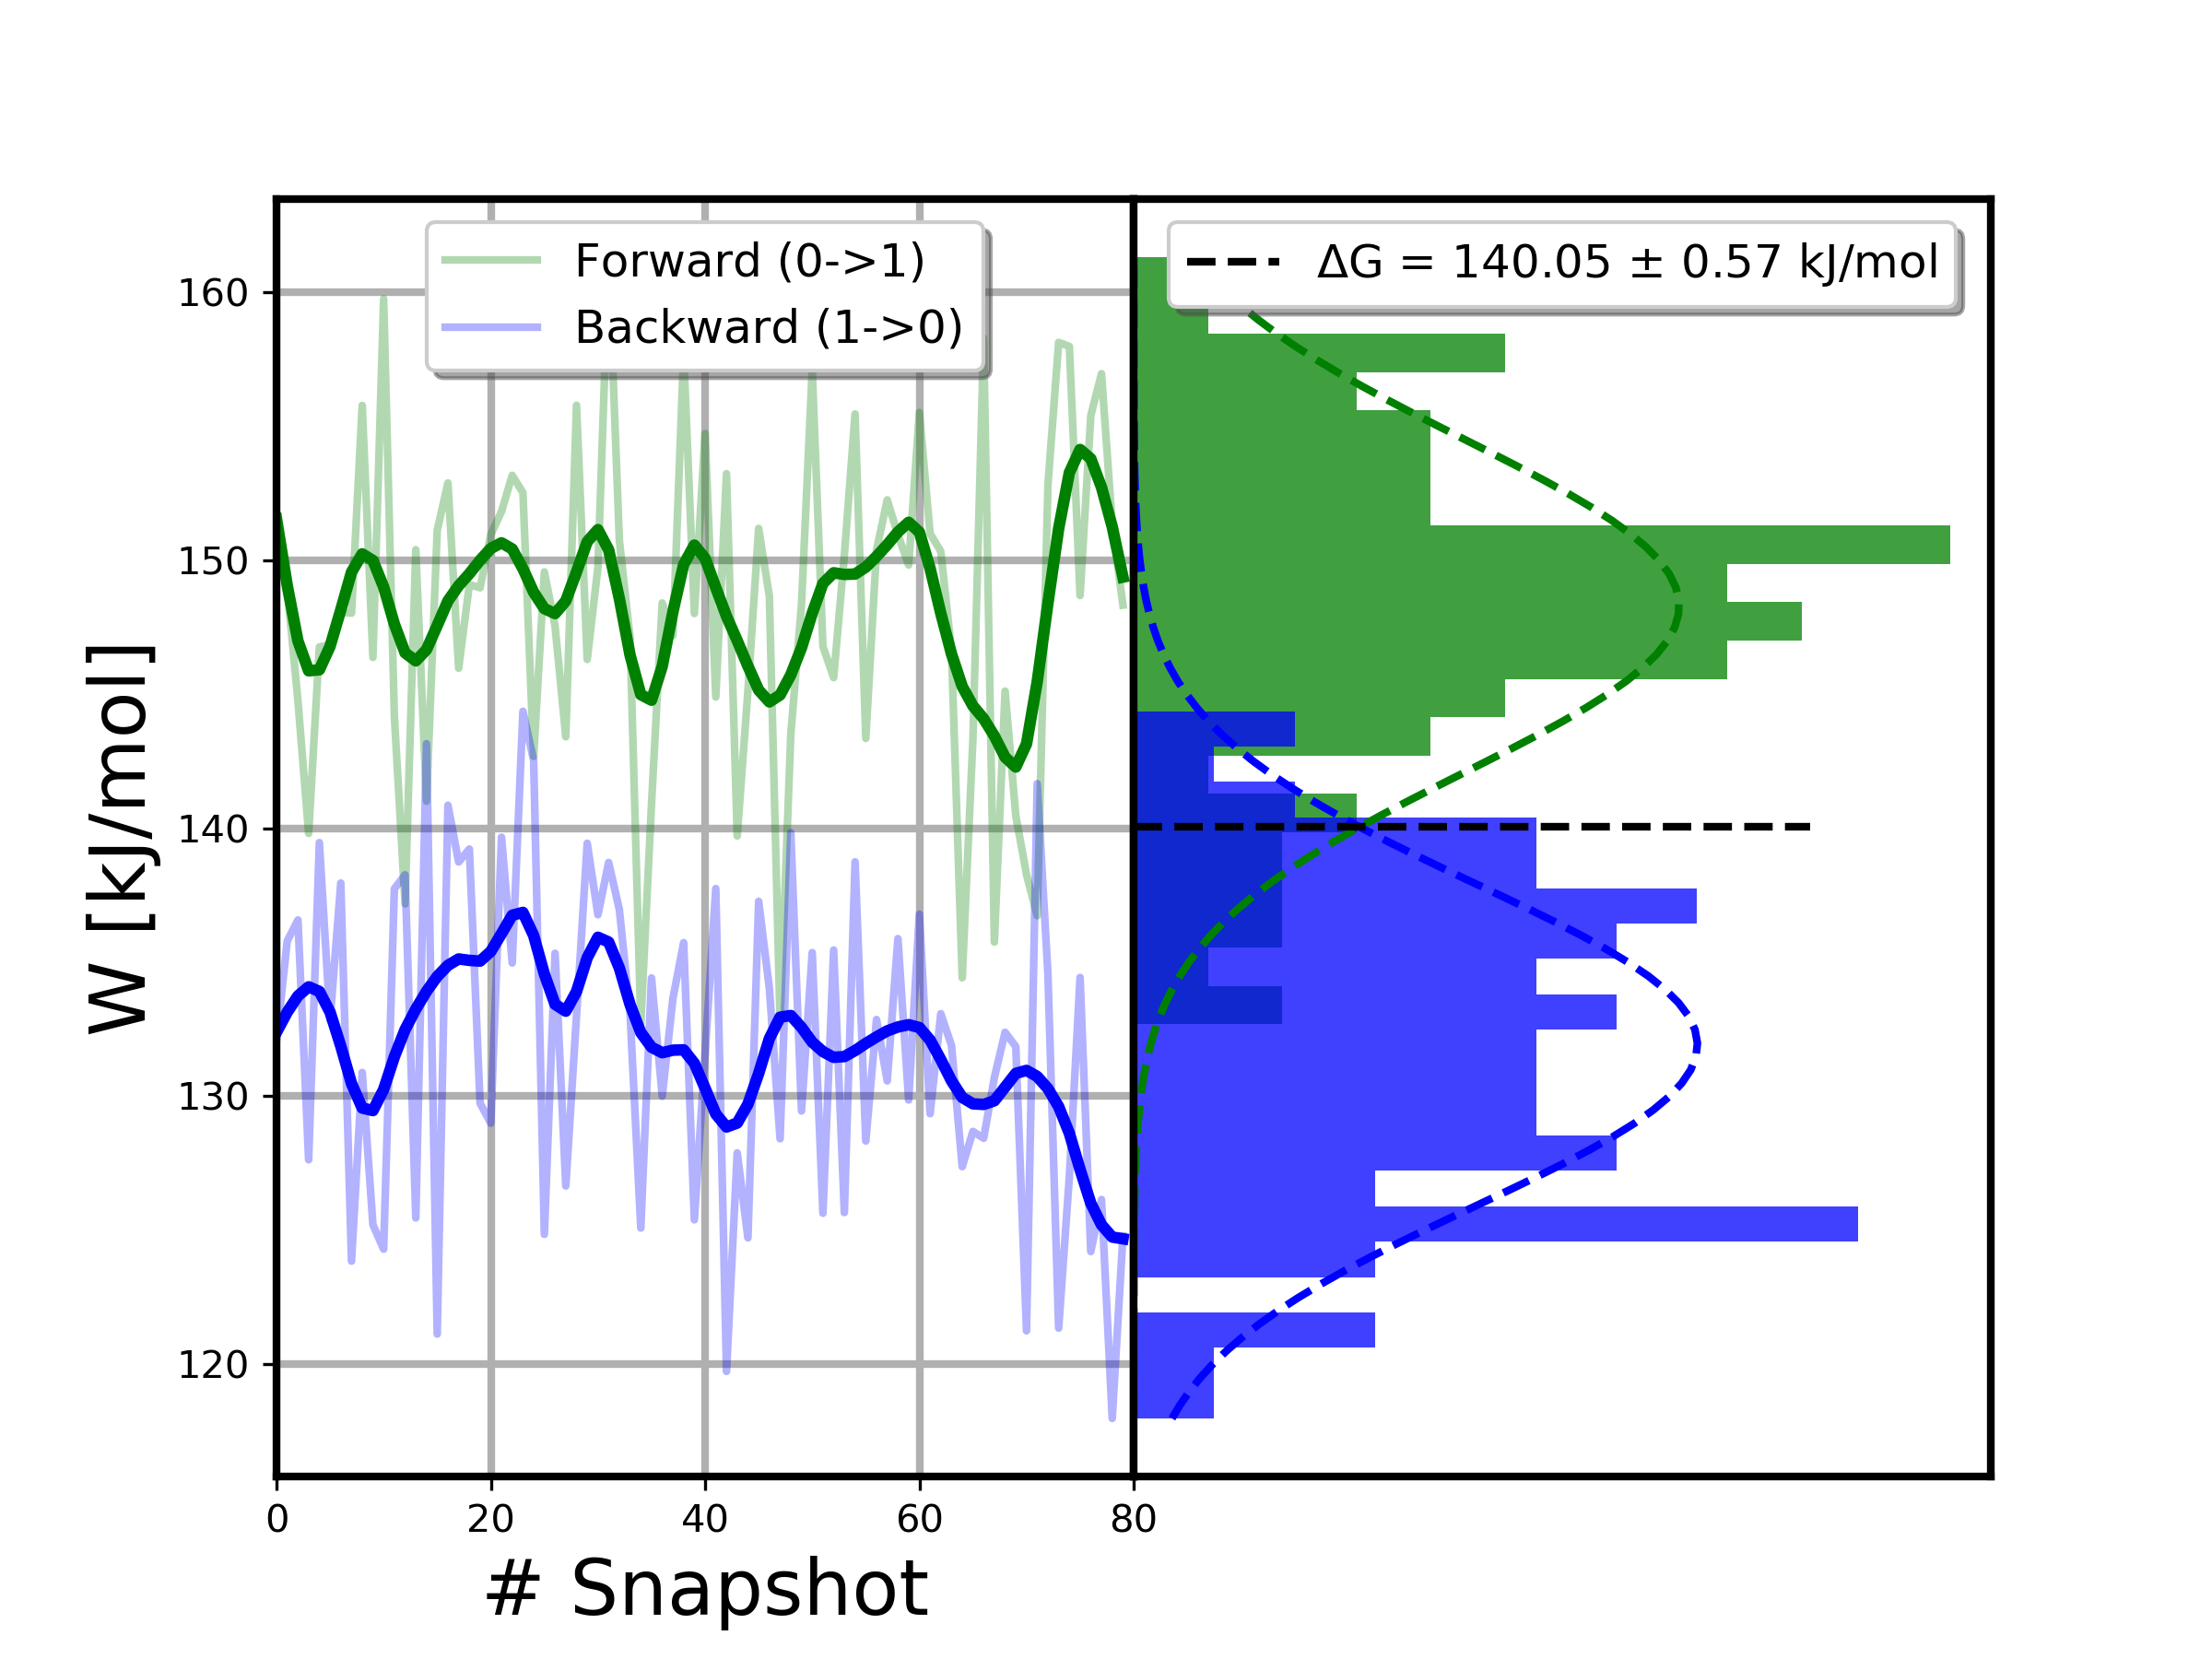 Forward (0->1)
Backward (1->0)
ΔG = 140.05 ± 0.57 kJ/mol
160
150
140
130
120
W [kJ/mol]
0 20 40 60 80
# Snapshot